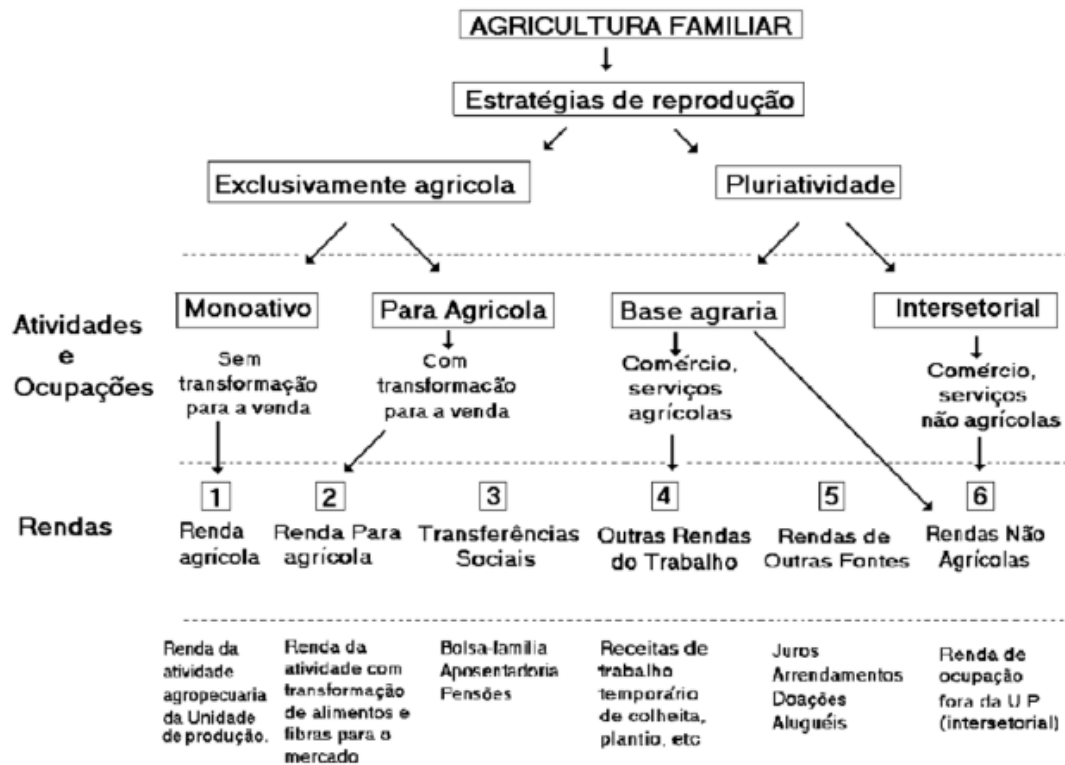 AGRICULTURA FAMILIAR
Estratégias de reprodução
Exclusivamente agricola
Pluriatividade
Atividades
e
Ocupações
Monoativo
Sem
transformação
para a venda
Para Agricola
Com
transformacão
para a venda
Base agraria
Comércio,
serviços
agrícolas
Intersetorial
Comércio,
serviços
não agrícolas
Rendas
1
Renda
agrícola
2
Renda Para
agrícola
3
Transferências
Sociais
4
Outras Rendas
do Trabalho
5
Rendas de
Outras Fontes
6
Rendas Não
Agrícolas
Renda da
atividade
agropecuaria
da Unidade
de produção.
Renda da
atividade com
transformação
de alimentos e
fibras para o
mercado
Bolsa-família
Aposentadoria
Pensões
Receitas de
trabalho
temporário
de colheita,
plantio, etc
Juros
Arrendamentos
Doações
Aluguéis
Renda de
ocupação
fora da U P
(intersetorial)